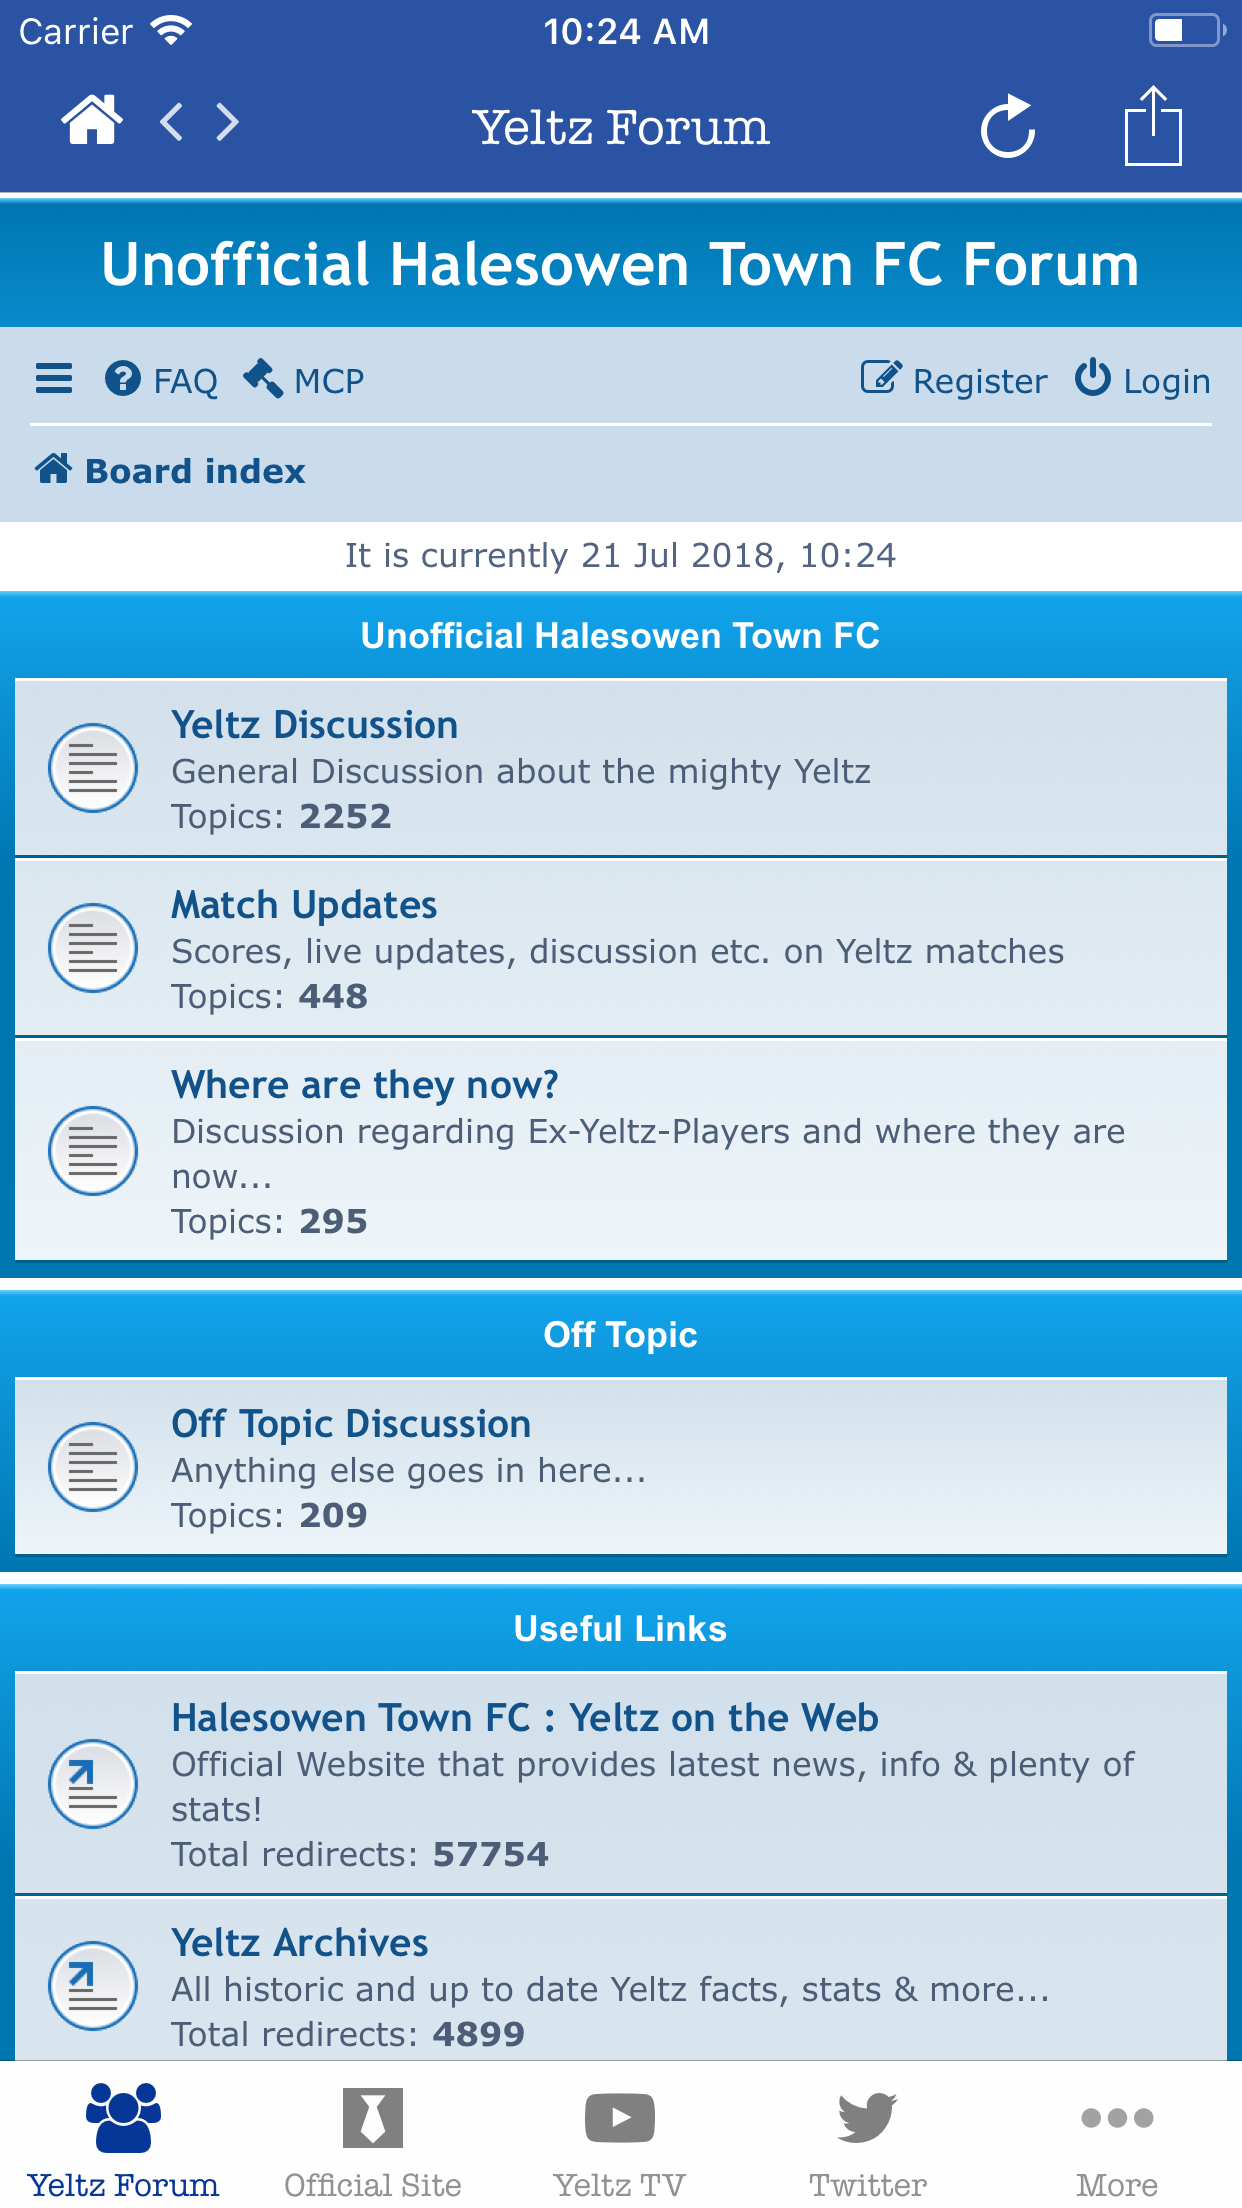 Carrier 10:24 AM
Yeltz Forum
Unofficial Halesowen Town FC Forum
FAQ MCP Register Login
Board index
It is currently 21 Jul 2018, 10:24
Unofficial Halesowen Town FC
Yeltz Discussion
General Discussion about the mighty Yeltz
Topics: 2252
Match Updates
Scores, live updates, discussion etc. on Yeltz matches
Topics: 448
Where are they now?
Discussion regarding Ex-Yeltz-Players and where they are
now...
Topics: 295
Off Topic
Off Topic Discussion
Anything else goes in here...
Topics: 209
Useful Links
Halesowen Town FC : Yeltz on the Web
Official Website that provides latest news, info & plenty of
stats!
Total redirects: 57754
Yeltz Archives
All historic and up to date Yeltz facts, stats & more...
Total redirects: 4899
Yeltz Forum Official Site Yeltz TV Twitter More